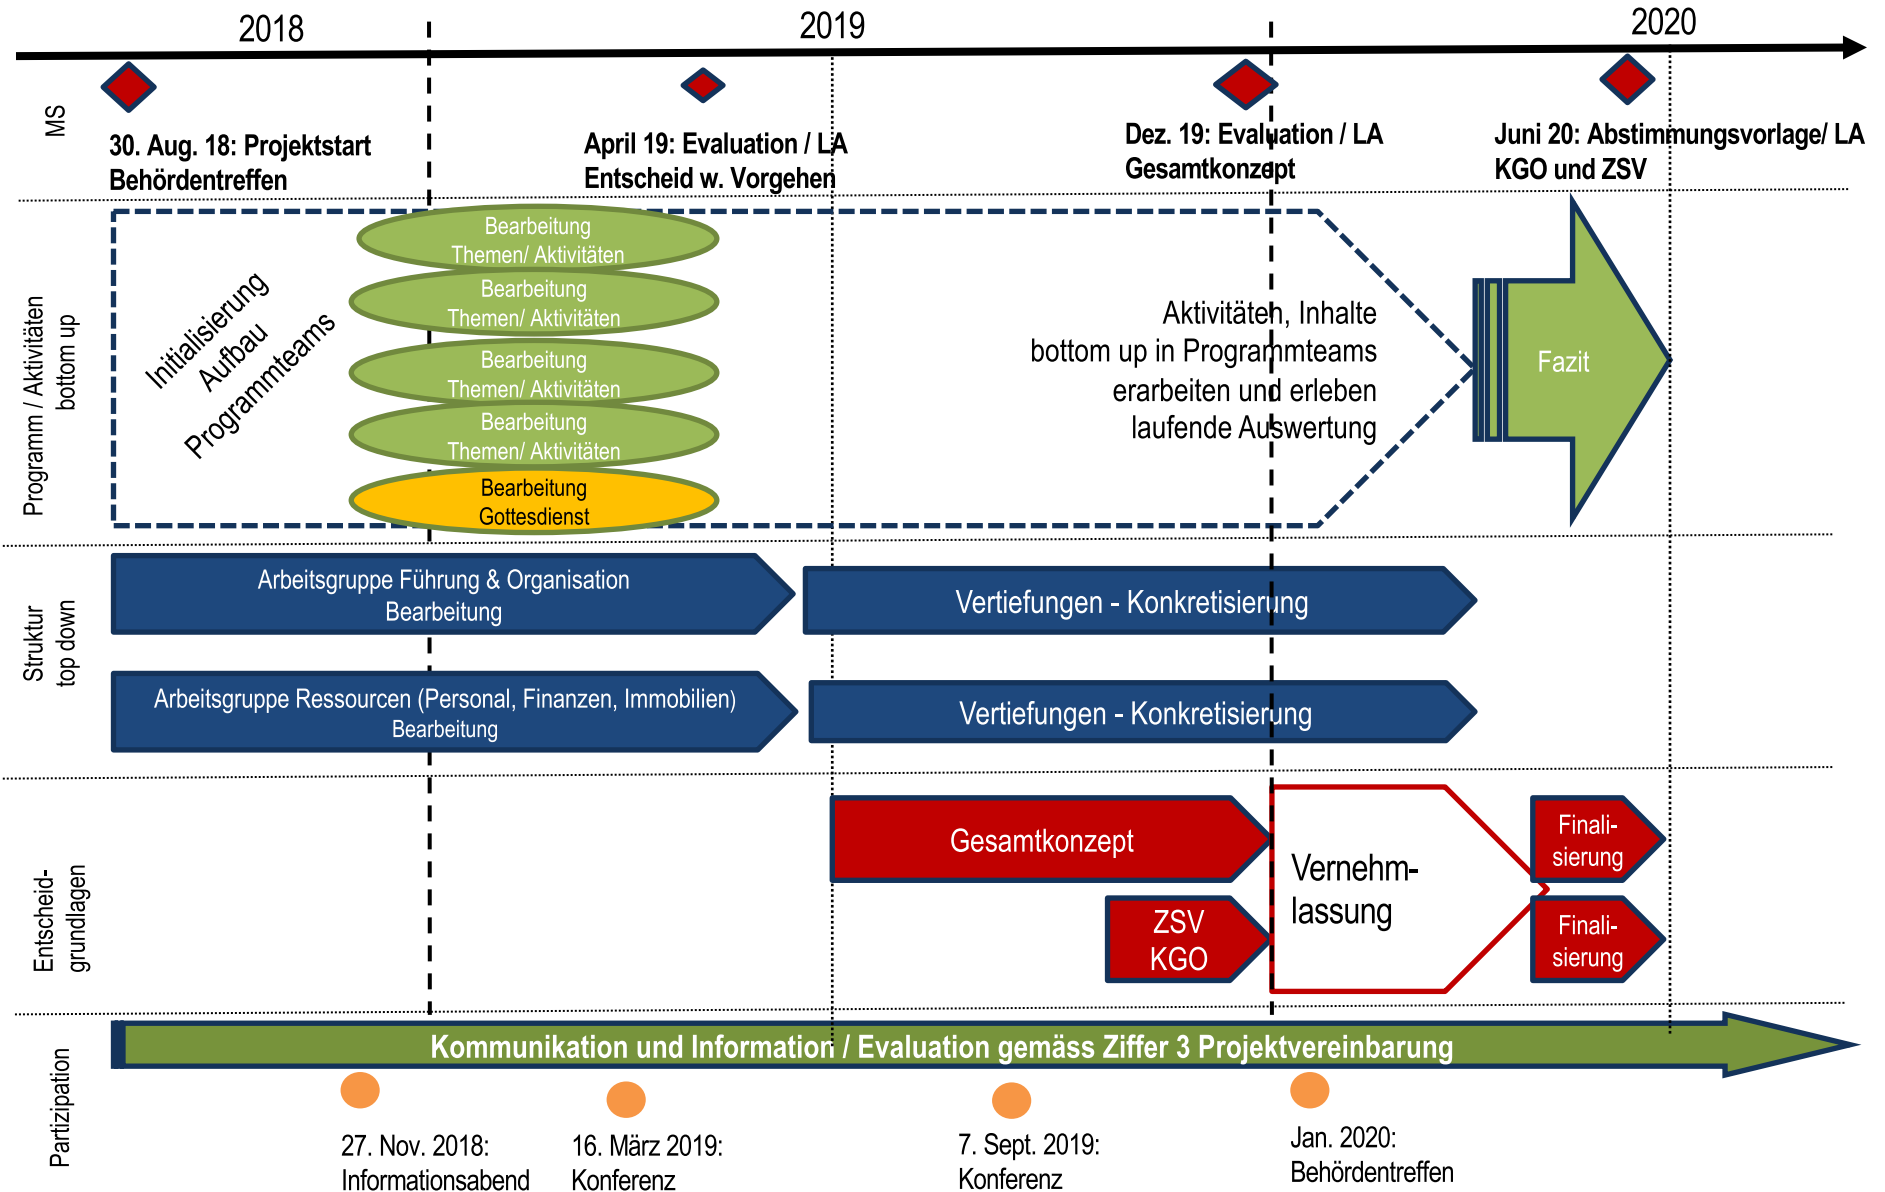 2018
2019
2020
MS
30. Aug. 18: Projektstart
Behördentreffen
April 19: Evaluation / LA
Entscheid w. Vorgehen
Dez. 19: Evaluation / LA
Gesamtkonzept
Juni 20: Abstimmungsvorlage/ LA
KGO und ZSV
Programm / Aktivitäten
bottom up
Initialisierung
Aufbau
Programmteams
Bearbeitung
Themen/ Aktivitäten
Bearbeitung
Themen/ Aktivitäten
Bearbeitung
Themen/ Aktivitäten
Bearbeitung
Themen/ Aktivitäten
Bearbeitung
Gottesdienst
Aktivitäten, Inhalte
bottom up in Programmteams
erarbeiten und erleben
laufende Auswertung
Fazit
Struktur
top down
Arbeitsgruppe Führung & Organisation
Bearbeitung
Vertiefungen - Konkretisierung
Arbeitsgruppe Ressourcen (Personal, Finanzen, Immobilien)
Bearbeitung
Vertiefungen - Konkretisierung
Entscheid-
grundlagen
Gesamtkonzept
ZSV
KGO
Vernehm-
lassung
Finali-
sierung
Finali-
sierung
Partizipation
Kommunikation und Information / Evaluation gemäss Ziffer 3 Projektvereinbarung
27. Nov. 2018:
Informationsabend
16. März 2019:
Konferenz
7. Sept. 2019:
Konferenz
Jan. 2020:
Behördentreffen